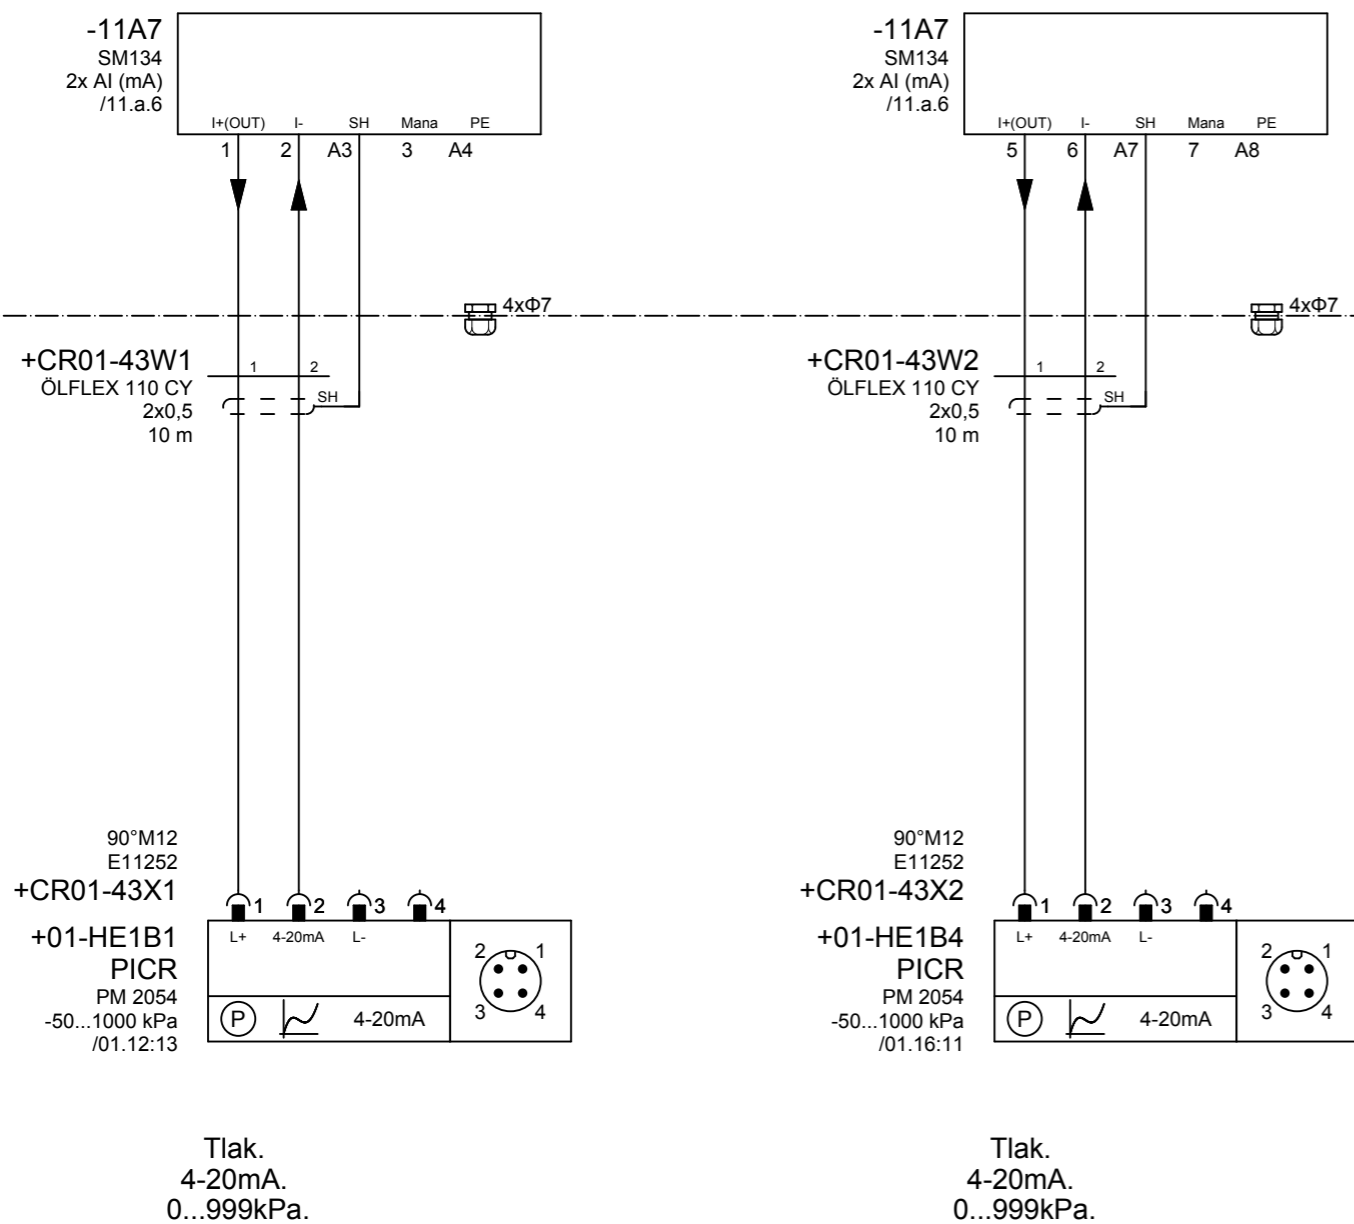 -11A7
SM134
2x AI (mA)
/11.a.6
I+(OUT) I- SH Mana PE
1 2 A3 3 A4
4xΦ7
+CR01-43W1
ÖLFLEX 110 CY
2x0,5
10 m
1 2
SH
90°M12
E11252
+CR01-43X1
1 2 3 4
+01-HE1B1
PICR
PM 2054
-50...1000 kPa
/01.12:13
L+ 4-20mA L-
P 4-20mA
2 1
3 4
Tlak.
4-20mA.
0...999kPa.
-11A7
SM134
2x AI (mA)
/11.a.6
I+(OUT) I- SH Mana PE
5 6 A7 7 A8
4xΦ7
+CR01-43W2
ÖLFLEX 110 CY
2x0,5
10 m
1 2
SH
90°M12
E11252
+CR01-43X2
1 2 3 4
+01-HE1B4
PICR
PM 2054
-50...1000 kPa
/01.16:11
L+ 4-20mA L-
P 4-20mA
2 1
3 4
Tlak.
4-20mA.
0...999kPa.